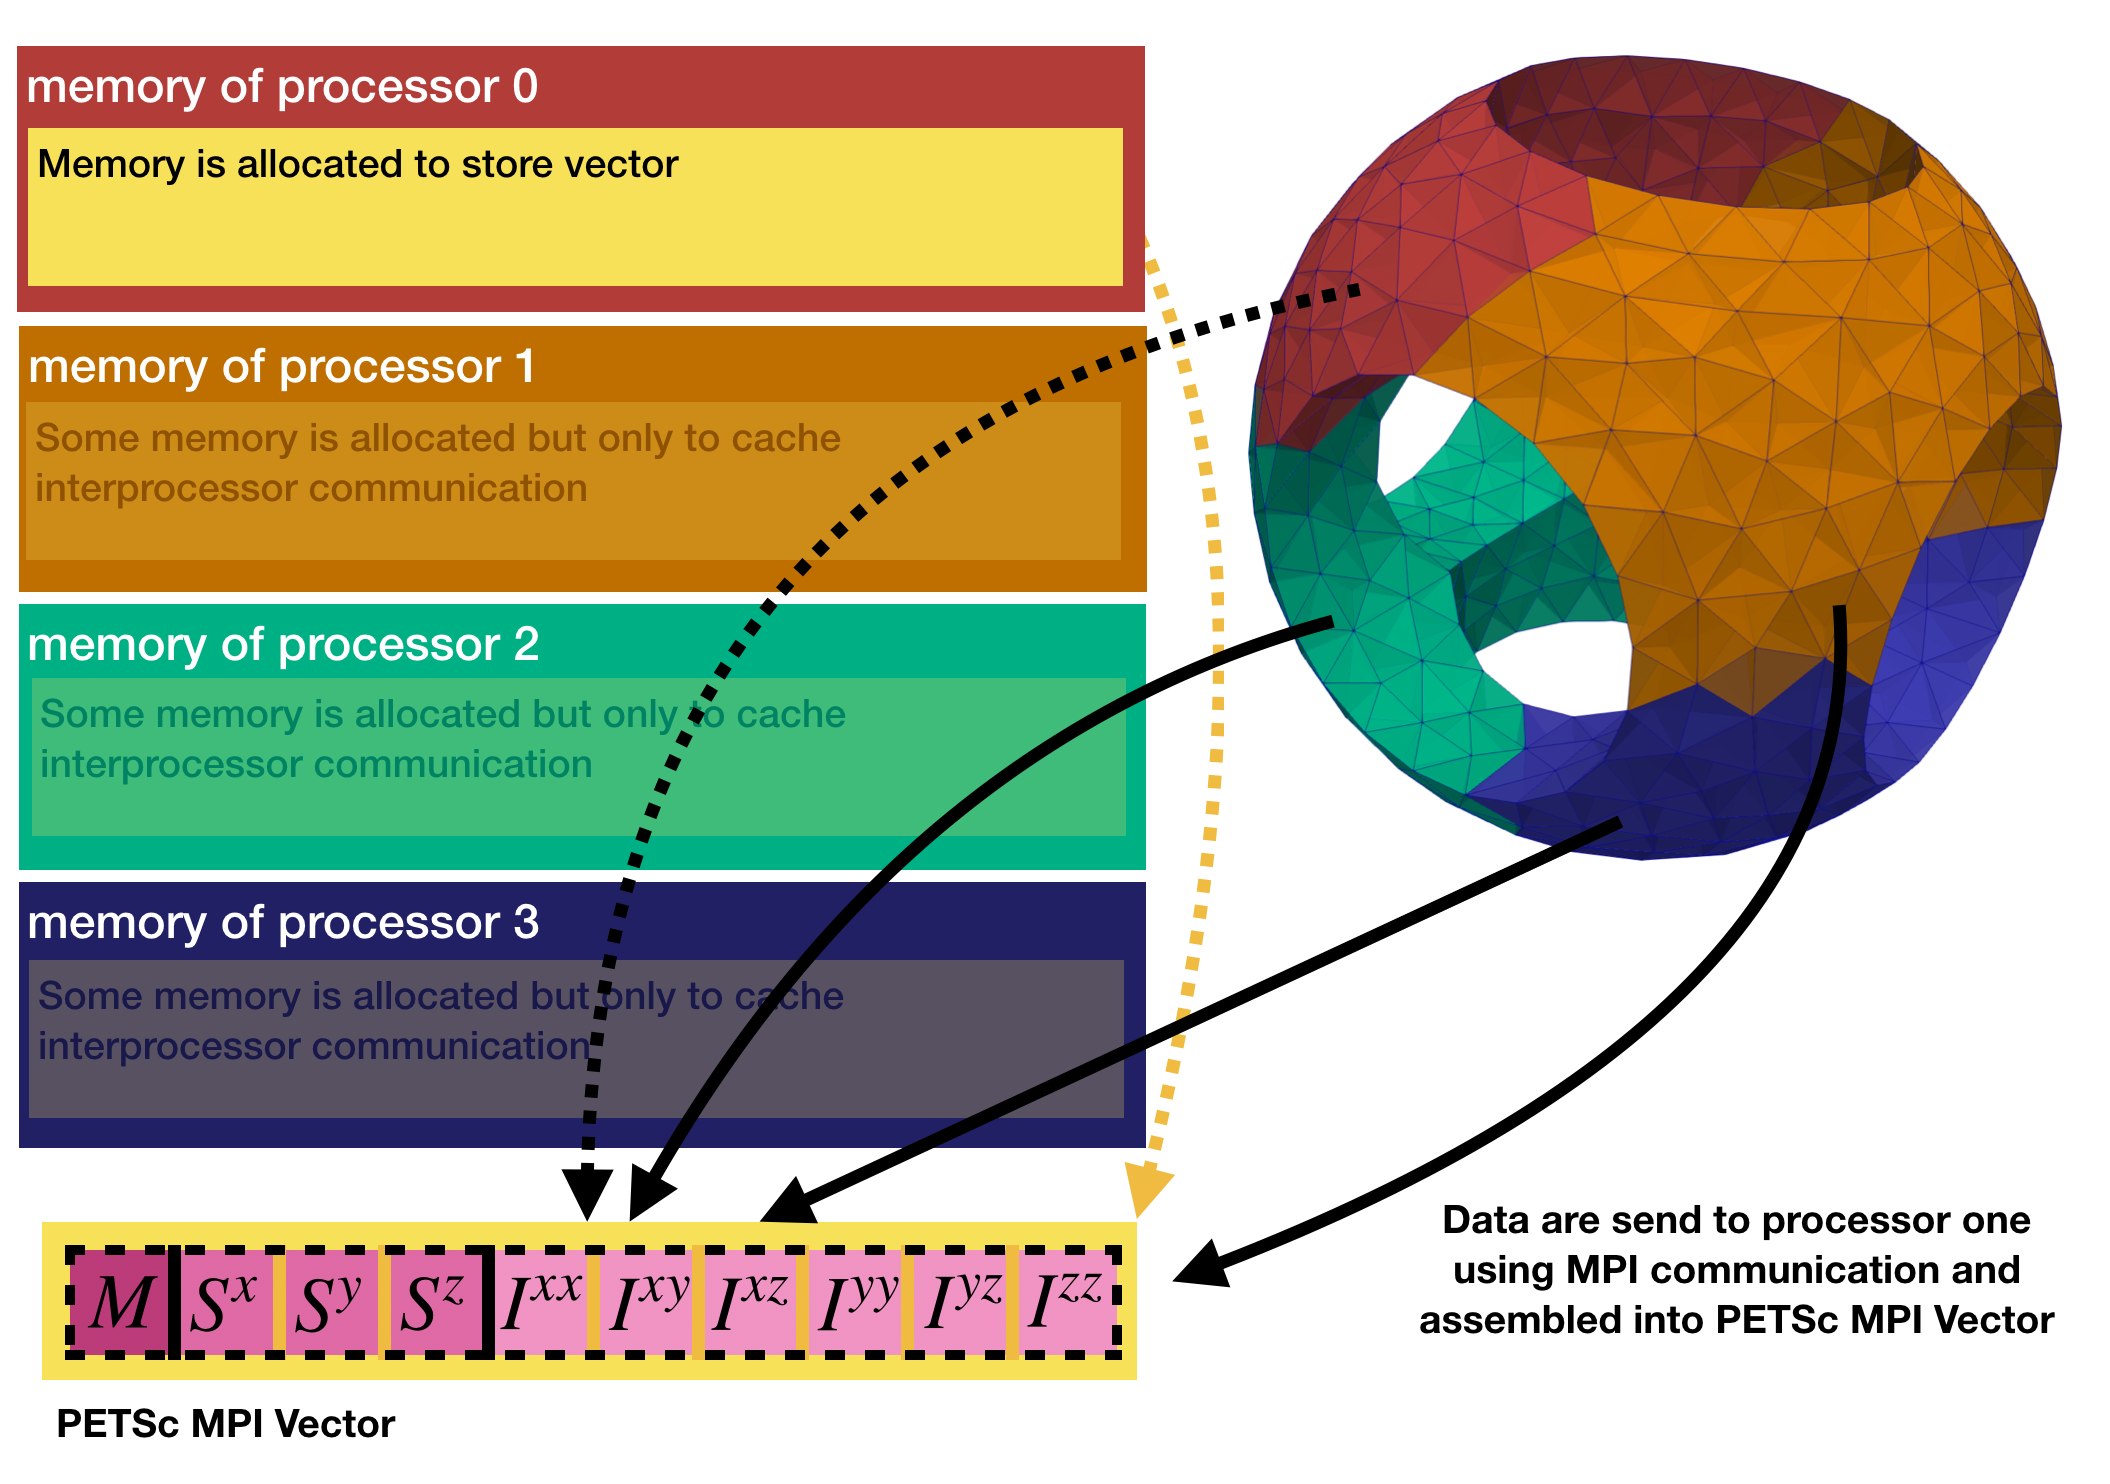 memory of processor 0
Memory is allocated to store vector
memory of processor 1
Some memory is allocated but only to cache
interprocessor communication
memory of processor 2
Some memory is allocated but only to cache
interprocessor communication
memory of processor 3
Some memory is allocated but only to cache
interprocessor communication
M S^x S^y S^z I^xx I^xy I^xz I^yy I^yz I^zz
PETSc MPI Vector
Data are send to processor one
using MPI communication and
assembled into PETSc MPI Vector